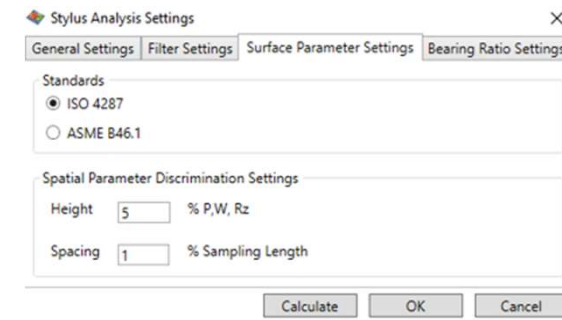 Stylus Analysis Settings
General Settings Filter Settings Surface Parameter Settings Bearing Ratio Settings
Standards
ISO 4287
ASME B46.1
Spatial Parameter Discrimination Settings
Height 5 % P,W, Rz
Spacing 1 % Sampling Length
Calculate OK Cancel